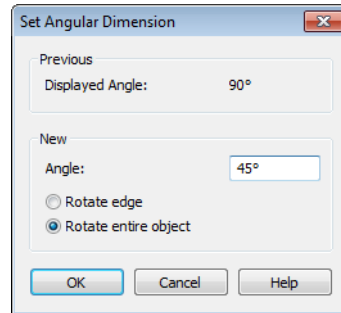 Set Angular Dimension
Previous
Displayed Angle: 90°
New
Angle: 45°
Rotate edge
Rotate entire object
OK Cancel Help